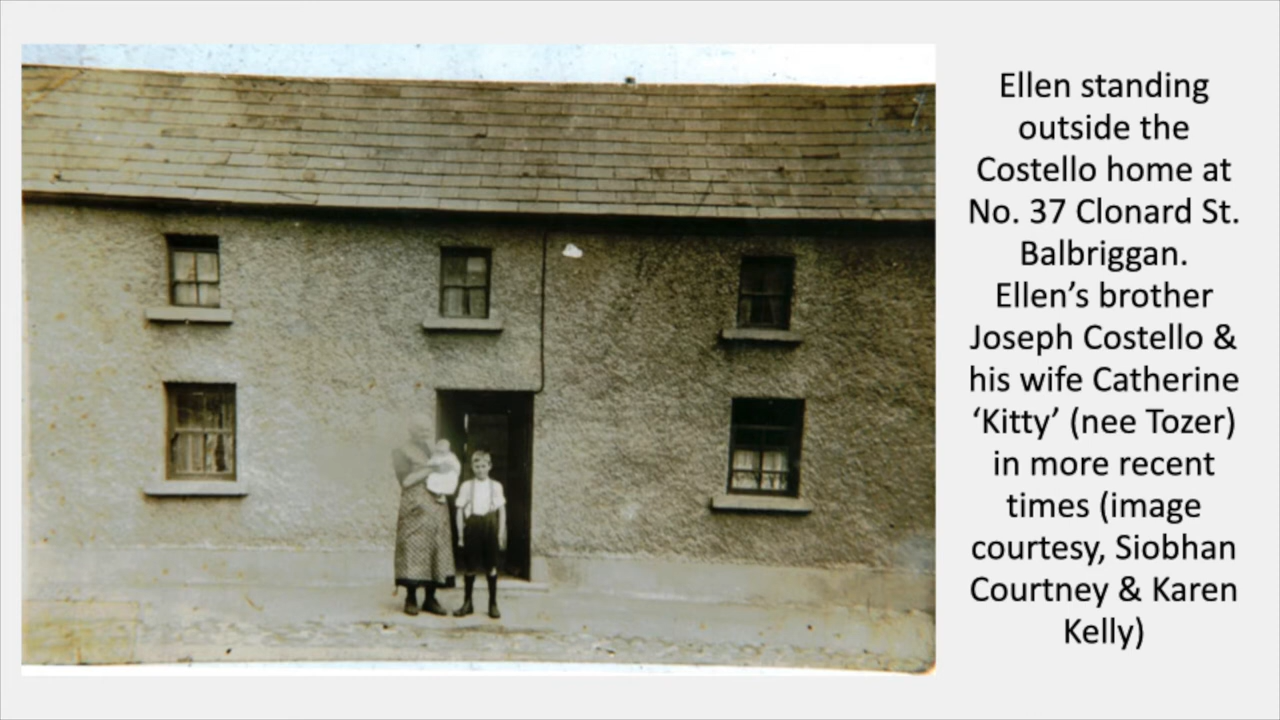 Ellen standing
outside the
Costello home at
No. 37 Clonard St.
Balbriggan.
Ellen’s brother
Joseph Costello &
his wife Catherine
‘Kitty’ (nee Tozer)
in more recent
times (image
courtesy, Siobhan
Courtney & Karen
Kelly)